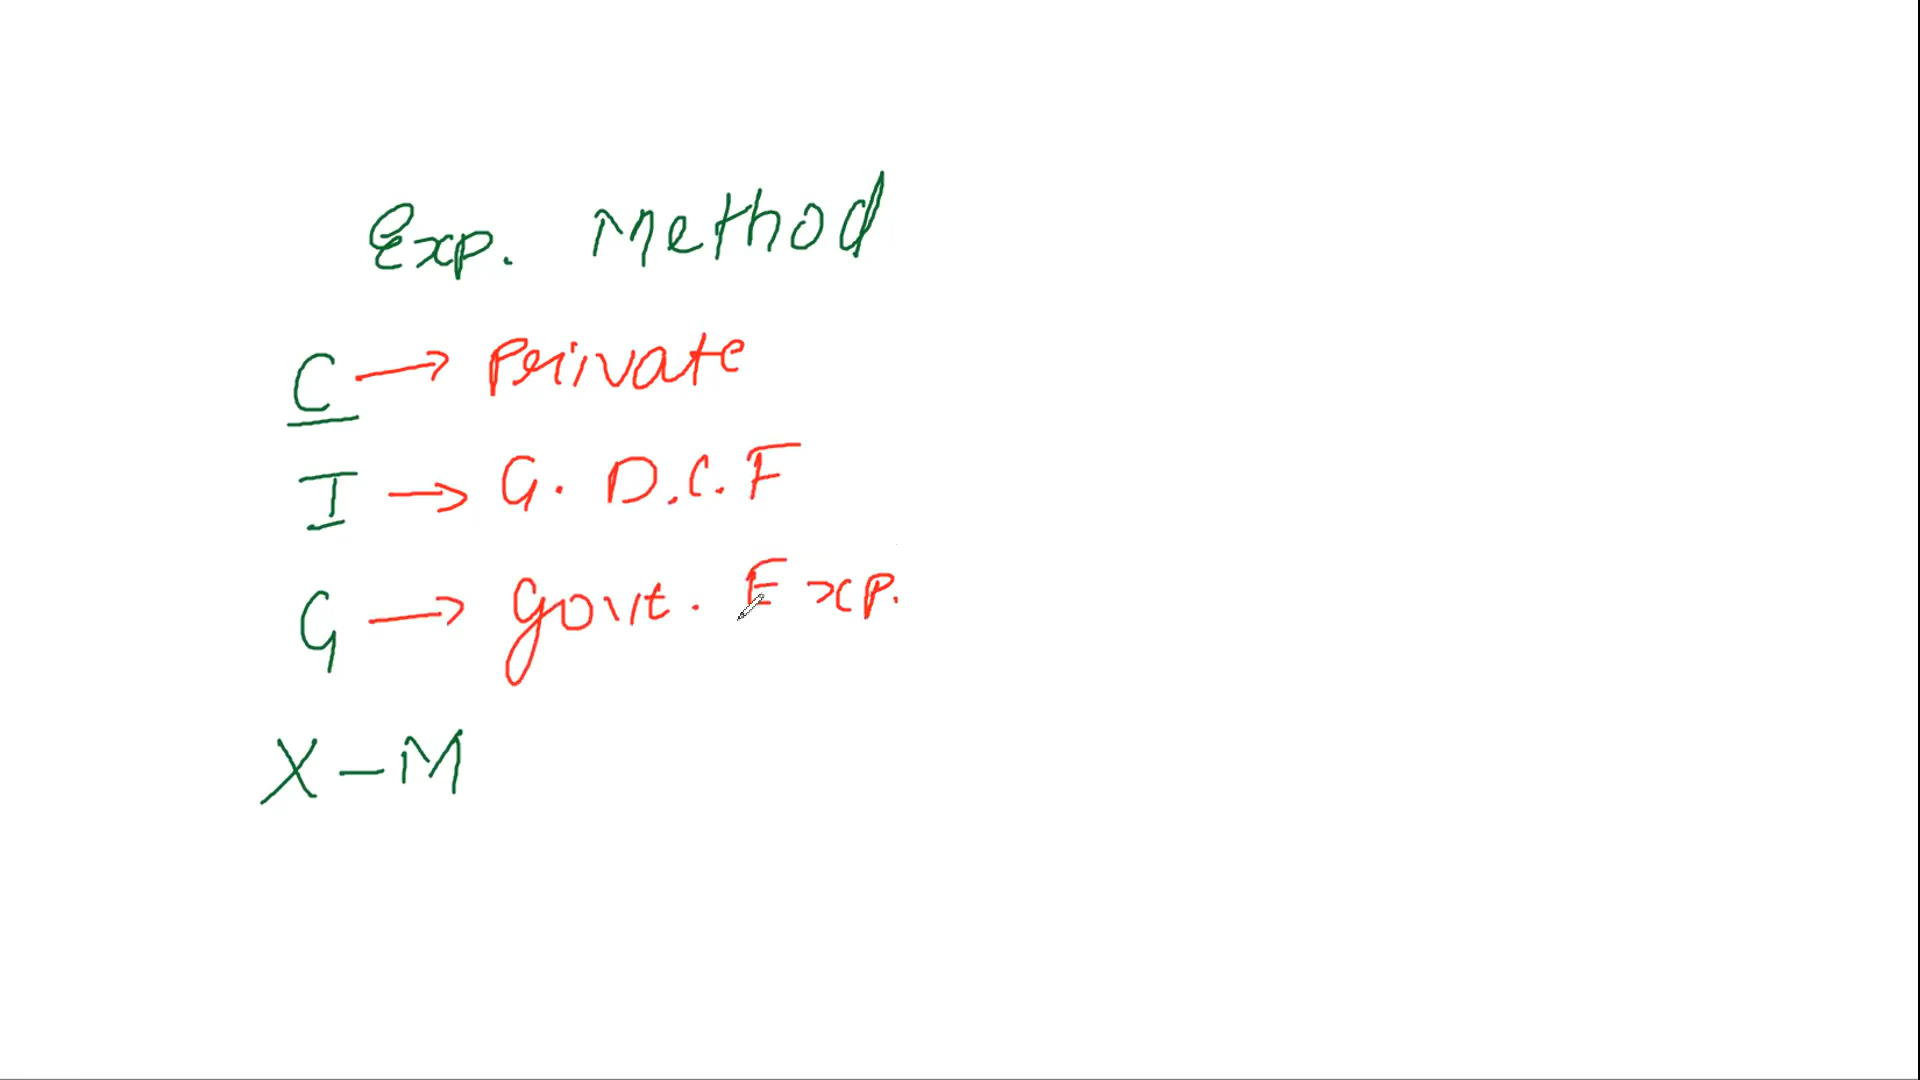 Exp. Method
C → Private
I → G. D.C.F
G → Govt. Exp.
X – M